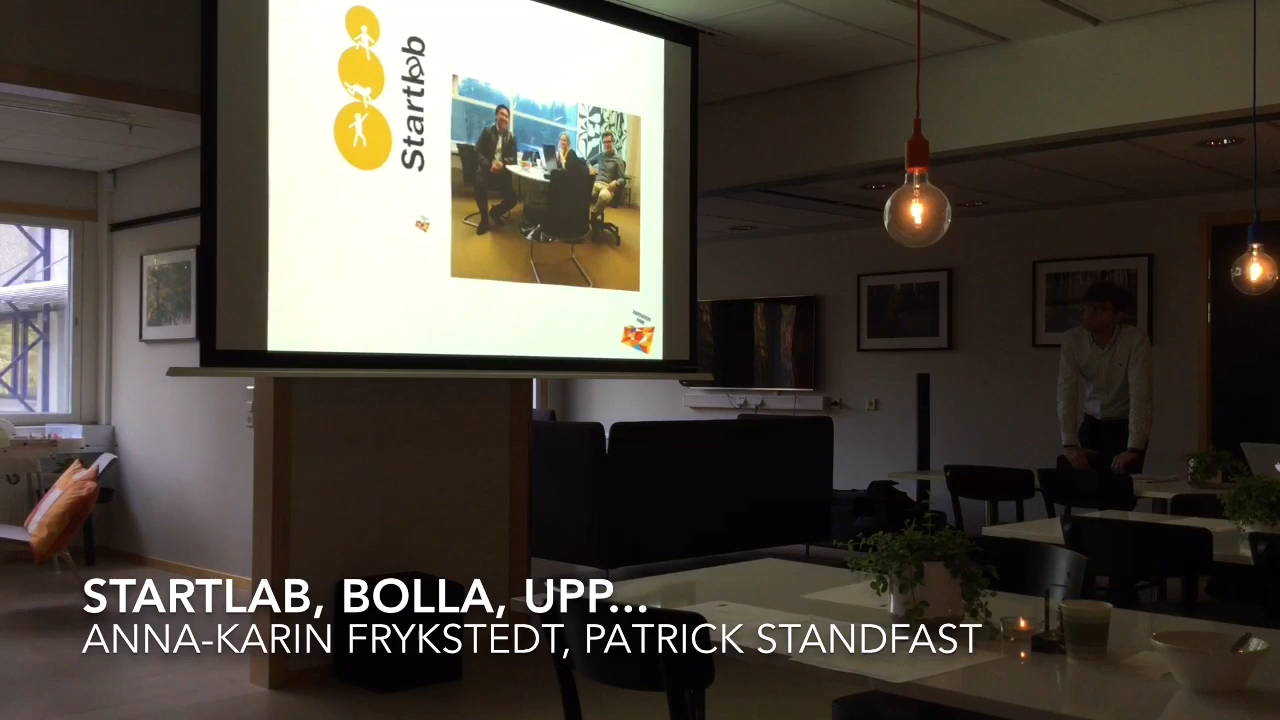 Startlab
STARTLAB, BOLLA, UPP...
ANNA-KARIN FRYKSTEDT, PATRICK STANDFAST